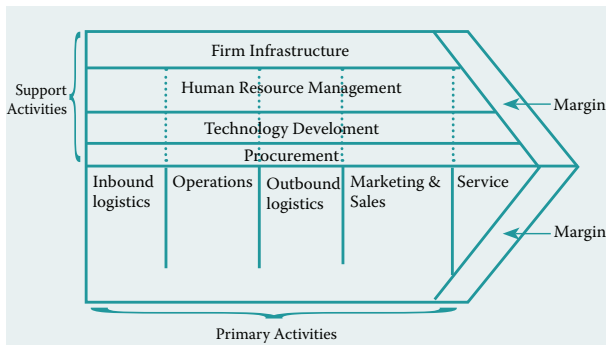 Firm Infrastructure
Support
Activities
Human Resource Management
Margin
Technology Develoment
Procurement
Inbound
logistics
Operations
Outbound
logistics
Marketing &
Sales
Service
Margin
Primary Activities